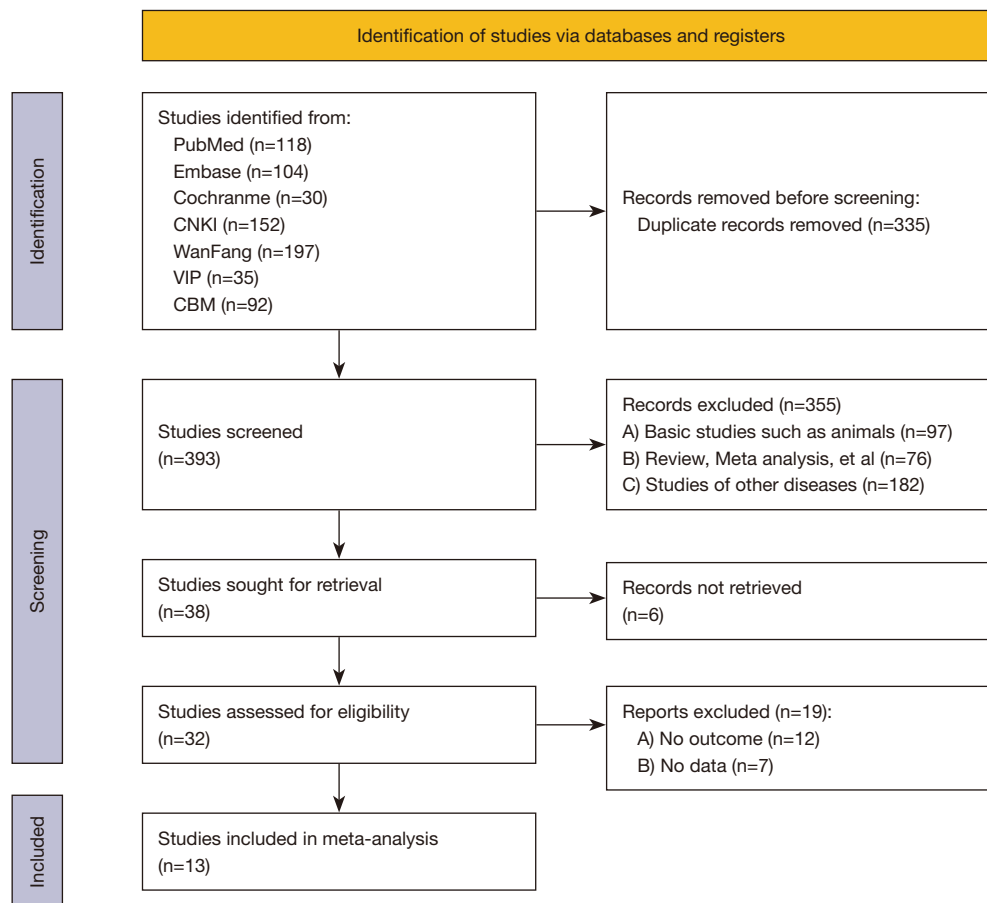 Identification of studies via databases and registers
Identification
Studies identified from:
PubMed (n=118)
Embase (n=104)
Cochranme (n=30)
CNKI (n=152)
WanFang (n=197)
VIP (n=35)
CBM (n=92)
Records removed before screening:
Duplicate records removed (n=335)
Screening
Studies screened
(n=393)
Records excluded (n=355)
A) Basic studies such as animals (n=97)
B) Review, Meta analysis, et al (n=76)
C) Studies of other diseases (n=182)
Studies sought for retrieval
(n=38)
Records not retrieved
(n=6)
Studies assessed for eligibility
(n=32)
Reports excluded (n=19):
A) No outcome (n=12)
B) No data (n=7)
Included
Studies included in meta-analysis
(n=13)